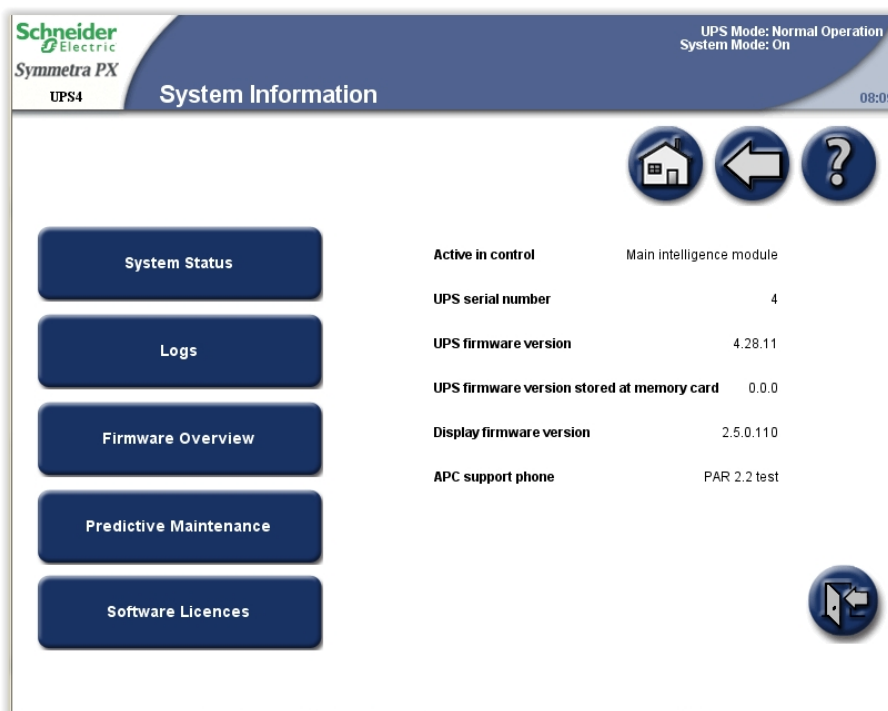 Schneider
Electric
Symmetra PX
UPS4
System Information
UPS Mode: Normal Operation
System Mode: On
System Status
Logs
Firmware Overview
Predictive Maintenance
Software Licences
Active in control Main intelligence module
UPS serial number 4
UPS firmware version 4.28.11
UPS firmware version stored at memory card 0.0.0
Display firmware version 2.5.0.110
APC support phone PAR 2.2 test